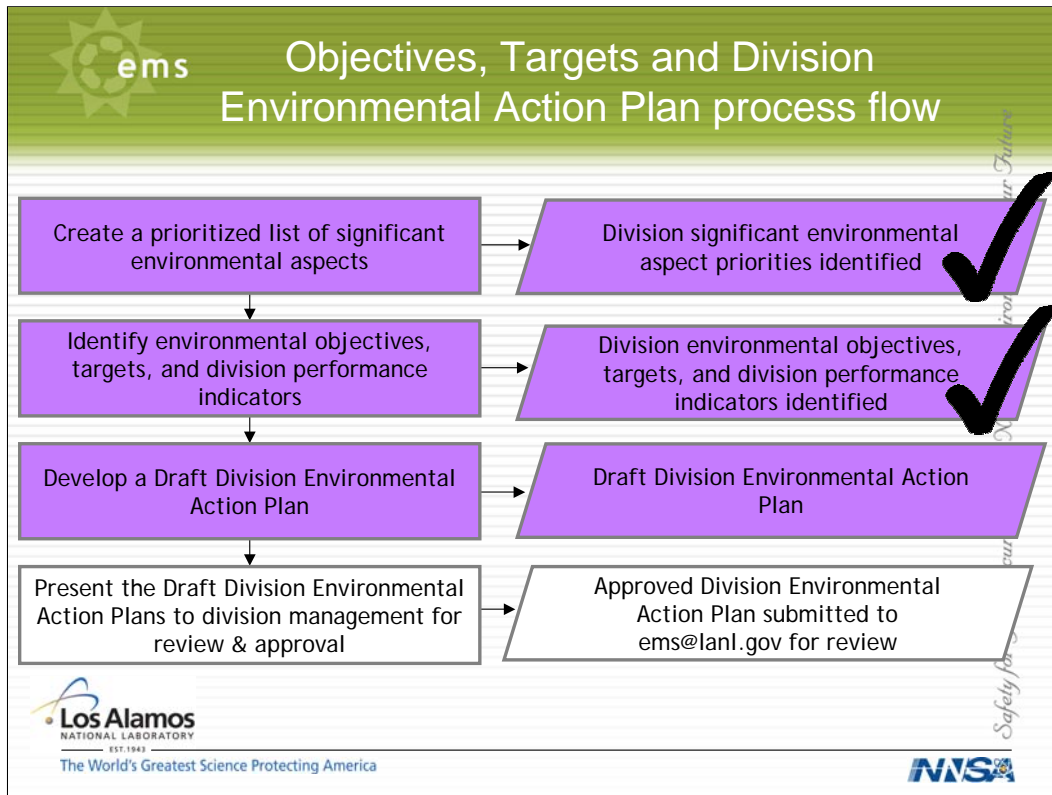 ems
Objectives, Targets and Division
Environmental Action Plan process flow
Create a prioritized list of significant
environmental aspects
Division significant environmental
aspect priorities identified
Identify environmental objectives,
targets, and division performance
indicators
Division environmental objectives,
targets, and division performance
indicators identified
Develop a Draft Division Environmental
Action Plan
Draft Division Environmental Action
Plan
Present the Draft Division Environmental
Action Plans to division management for
review & approval
Approved Division Environmental
Action Plan submitted to
ems@lanl.gov for review
Safety for Future
Los Alamos
NATIONAL LABORATORY
EST.1943
The World's Greatest Science Protecting America
NNSA